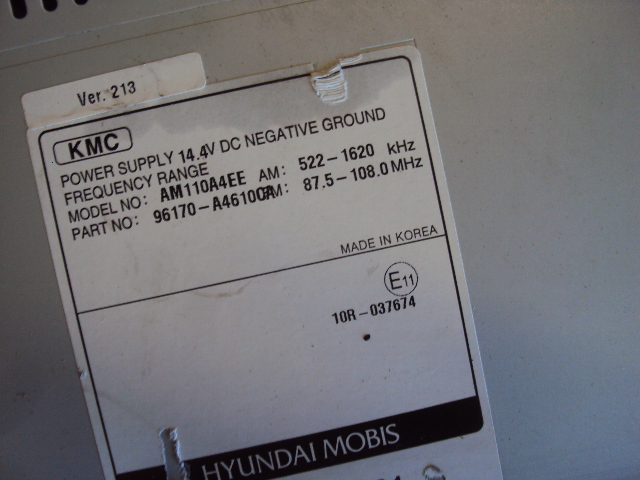 Ver. 213
KMC
POWER SUPPLY 14.4V DC NEGATIVE GROUND
FREQUENCY RANGE AM: 522-1620 kHz
MODEL NO: AM110A4EE FM: 87.5-108.0 MHz
PART NO: 96170-A4610CA
MADE IN KOREA
E11
10R-037674
HYUNDAI MOBIS